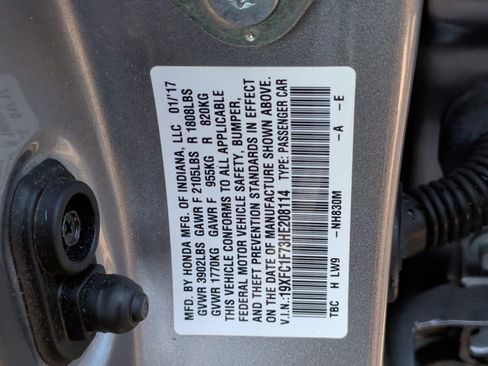 MFD. BY HONDA MFG. OF INDIANA, LLC 01/17
GVWR 3902LBS GAWR F 2105LBS R 1808LBS
GVWR 1770KG GAWR F 955KG R 820KG
THIS VEHICLE CONFORMS TO ALL APPLICABLE
FEDERAL MOTOR VEHICLE SAFETY, BUMPER,
AND THEFT PREVENTION STANDARDS IN EFFECT
ON THE DATE OF MANUFACTURE SHOWN ABOVE.
V.I.N.:19XFC1F73HE208114 TYPE: PASSENGER CAR
TBC H LW9 -NH830M -A -E